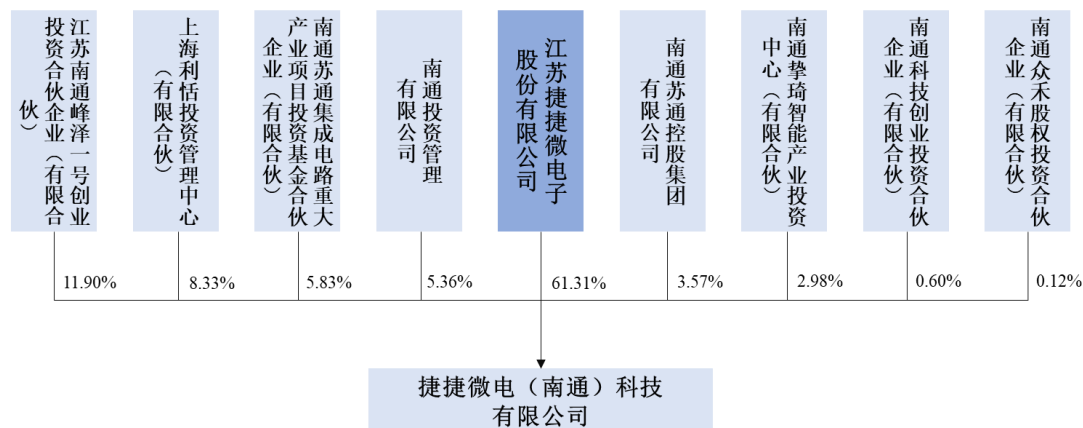 江苏南通峰泽一号创业
投资合伙企业（有限合
伙）
上海利恬投资管理中心
（有限合伙）
南通苏通集成电路重大
产业项目投资基金合伙
企业（有限合伙）
南通投资管理
有限公司
江苏捷捷微电子
股份有限公司
南通苏通控股集团
有限公司
南通挚琦智能产业投资
中心（有限合伙）
南通科技创业投资合伙
企业（有限合伙）
南通众禾股权投资合伙
企业（有限合伙）
11.90%
8.33%
5.83%
5.36%
61.31%
3.57%
2.98%
0.60%
0.12%
捷捷微电（南通）科技
有限公司